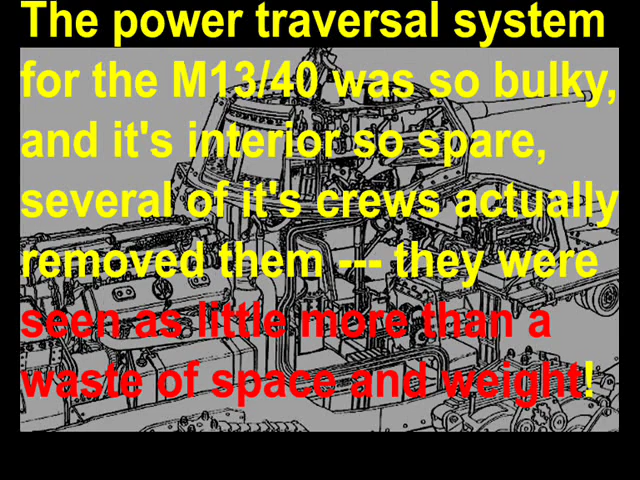 The power traversal system
for the M13/40 was so bulky,
and it's interior so spare,
several of it's crews actually
removed them --- they were
seen as little more than a
waste of space and weight!